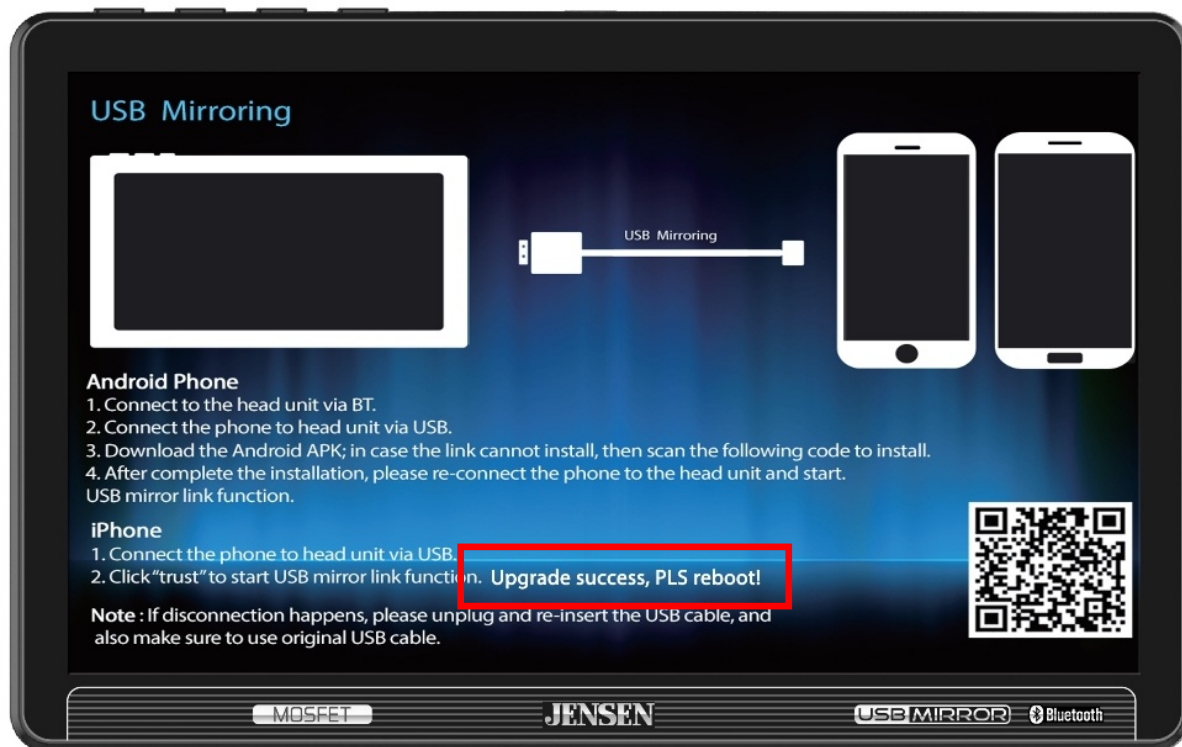 USB Mirroring
USB Mirroring
Android Phone
1. Connect to the head unit via BT.
2. Connect the phone to head unit via USB.
3. Download the Android APK; in case the link cannot install, then scan the following code to install.
4. After complete the installation, please re-connect the phone to the head unit and start.
USB mirror link function.
iPhone
1. Connect the phone to head unit via USB.
2. Click "trust" to start USB mirror link function. Upgrade success, PLS reboot!
Note : If disconnection happens, please unplug and re-insert the USB cable, and
also make sure to use original USB cable.
MOSFET JENSEN USB MIRROR Bluetooth